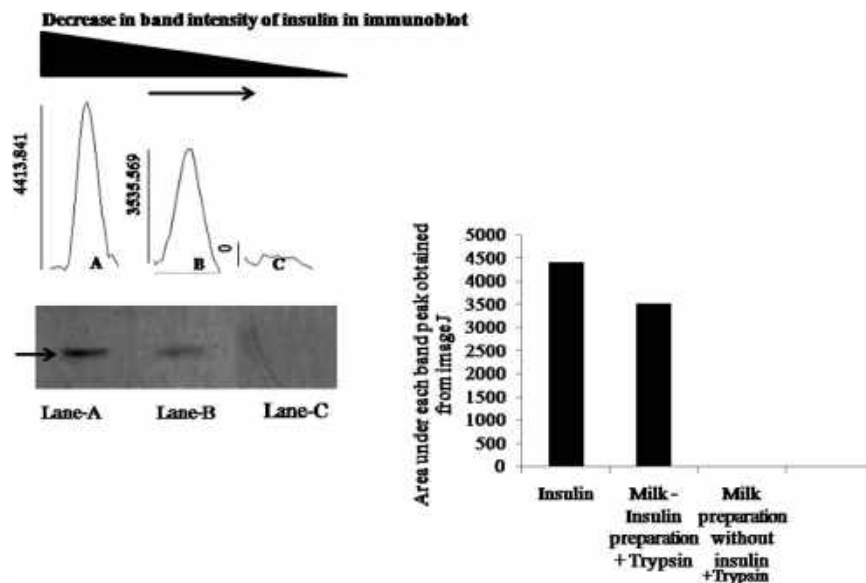 Decrease in band intensity of insulin in immunoblot
4413.841
3535.569
0
A
B
C
Lane-A
Lane-B
Lane-C
Area under each band peak obtained
from image J
5000
4500
4000
3500
3000
2500
2000
1500
1000
500
0
Insulin
Milk -
Insulin
preparation
+ Trypsin
Milk
preparation
without
insulin
+Trypsin